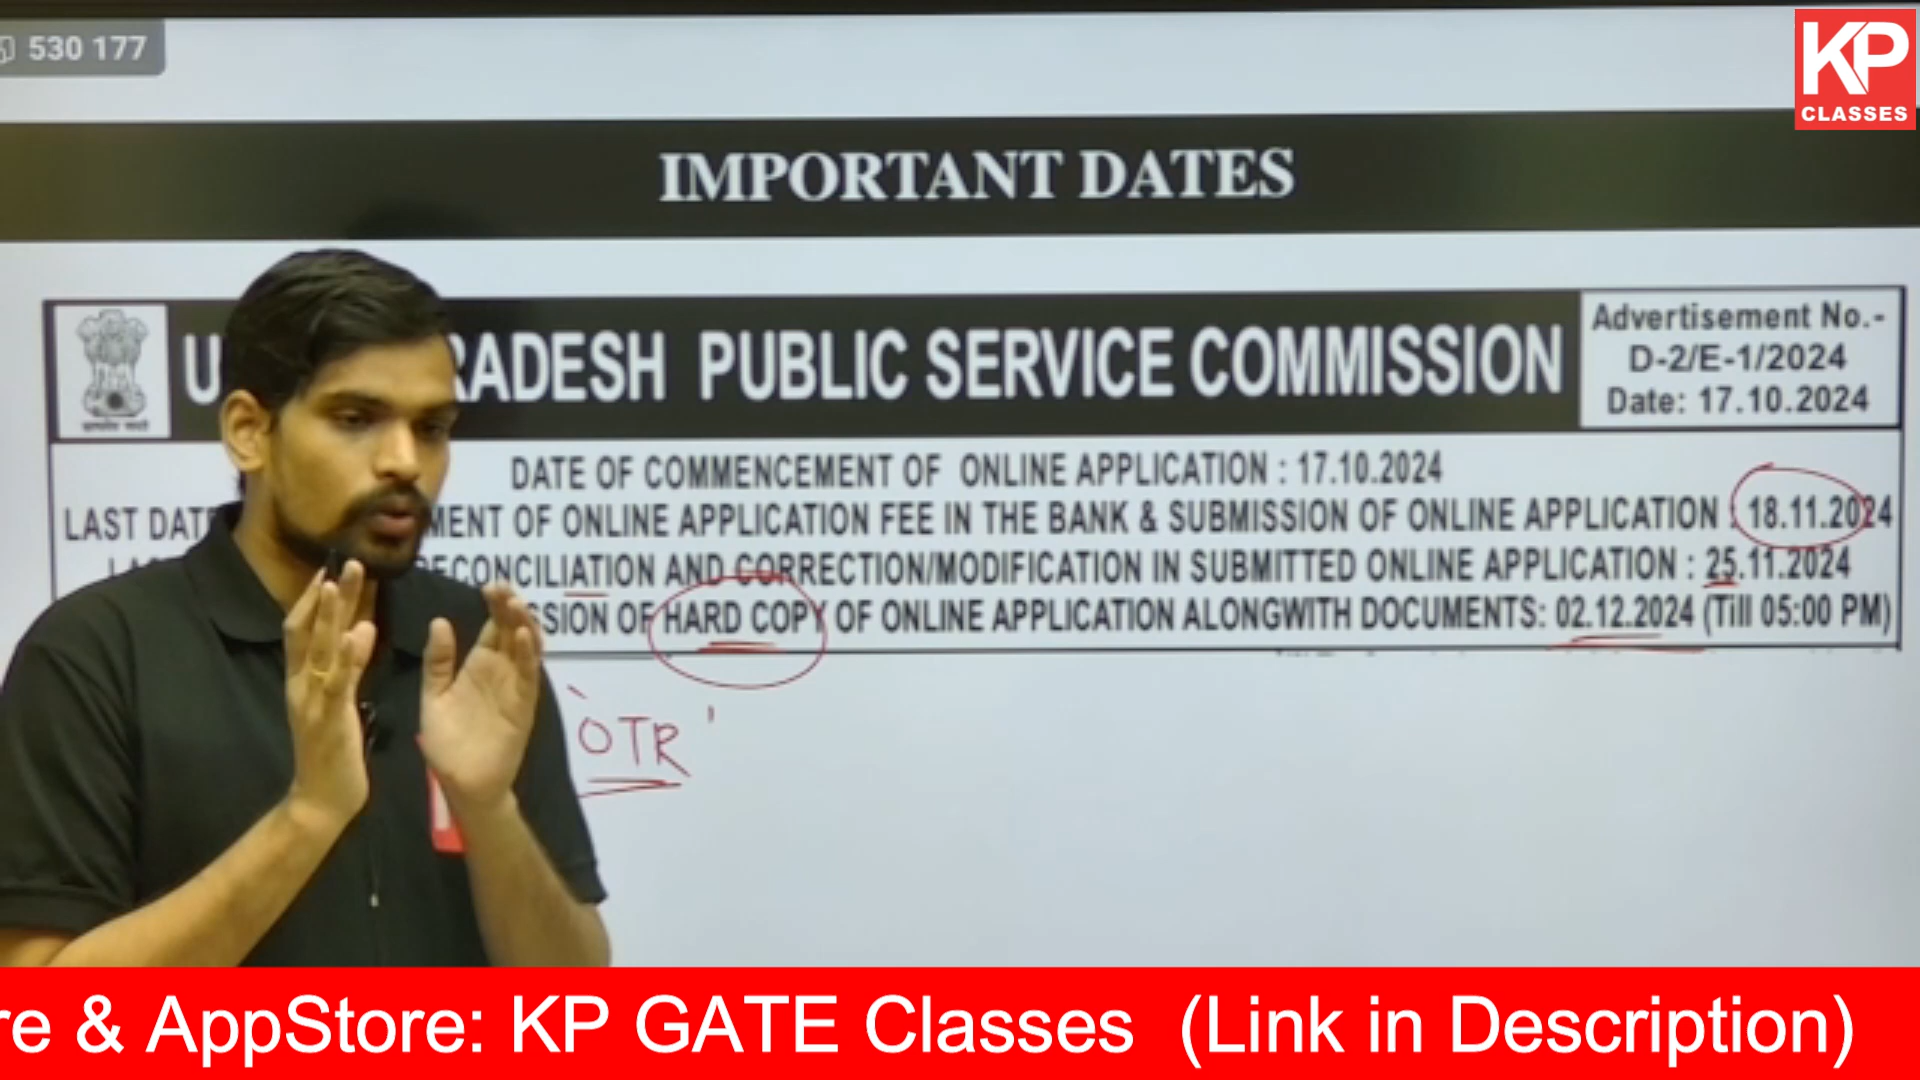 530 177
KP
CLASSES
IMPORTANT DATES
RADESH PUBLIC SERVICE COMMISSION
Advertisement No.-
D-2/E-1/2024
Date: 17.10.2024
DATE OF COMMENCEMENT OF ONLINE APPLICATION : 17.10.2024
LAST DATE MENT OF ONLINE APPLICATION FEE IN THE BANK & SUBMISSION OF ONLINE APPLICATION : 18.11.2024
RECONCILIATION AND CORRECTION/MODIFICATION IN SUBMITTED ONLINE APPLICATION : 25.11.2024
SSION OF HARD COPY OF ONLINE APPLICATION ALONGWITH DOCUMENTS: 02.12.2024 (Till 05:00 PM)
'OTR'
re & AppStore: KP GATE Classes (Link in Description)